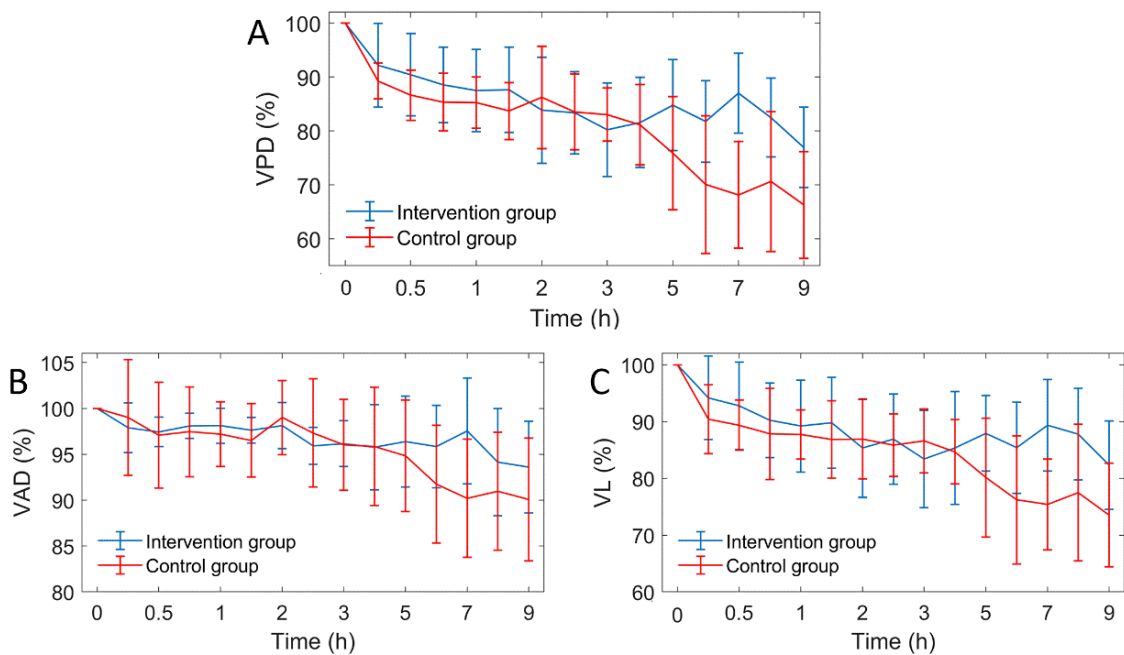 A
VPD (%)
100
90
80
70
60
Intervention group
Control group
0 0.5 1 2 3 5 7 9
Time (h)
B
VAD (%)
105
100
95
90
85
80
Intervention group
Control group
0 0.5 1 2 3 5 7 9
Time (h)
C
VL (%)
100
90
80
70
60
Intervention group
Control group
0 0.5 1 2 3 5 7 9
Time (h)